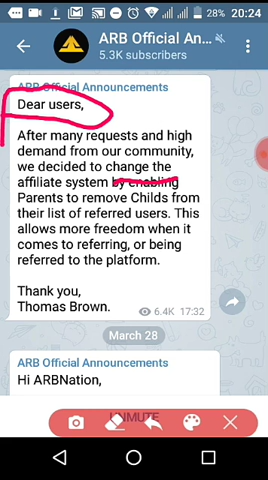 28% 20:24
ARB Official An...
5.3K subscribers
ARB Official Announcements
Dear users,
After many requests and high
demand from our community,
we decided to change the
affiliate system by enabling
Parents to remove Childs from
their list of referred users. This
allows more freedom when it
comes to referring, or being
referred to the platform.
Thank you,
Thomas Brown.
6.4K 17:32
March 28
ARB Official Announcements
Hi ARBNation,
UNMUTE